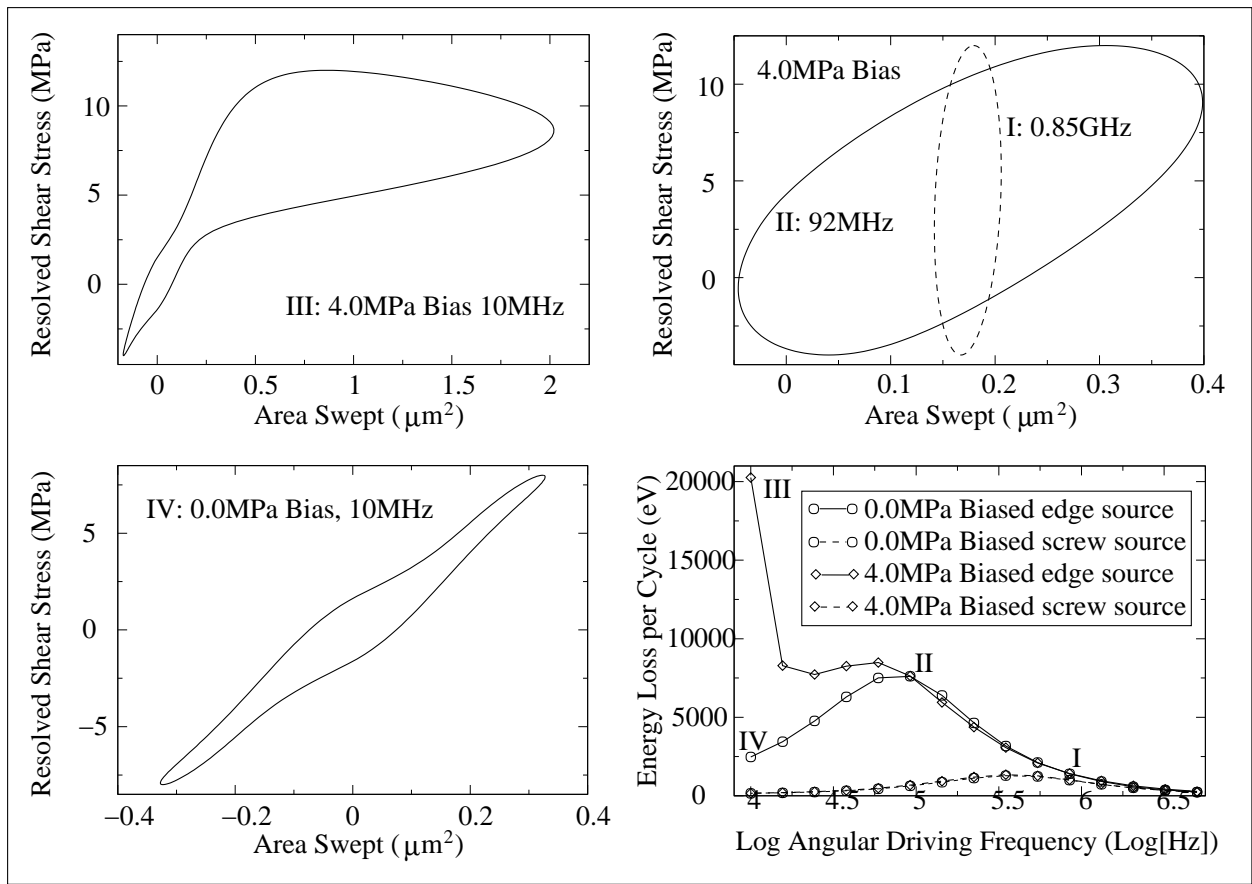 Resolved Shear Stress (MPa)
10
5
0
III: 4.0MPa Bias 10MHz
0 0.5 1 1.5 2
Area Swept ( μm²)
Resolved Shear Stress (MPa)
10
5
0
4.0MPa Bias
I: 0.85GHz
II: 92MHz
0 0.1 0.2 0.3 0.4
Area Swept ( μm²)
Resolved Shear Stress (MPa)
5
0
−5
IV: 0.0MPa Bias, 10MHz
−0.4 −0.2 0 0.2 0.4
Area Swept ( μm²)
Energy Loss per Cycle (eV)
20000
15000
10000
5000
0
III
0.0MPa Biased edge source
0.0MPa Biased screw source
4.0MPa Biased edge source
4.0MPa Biased screw source
II
IV
I
4 4.5 5 5.5 6 6.5
Log Angular Driving Frequency (Log[Hz])